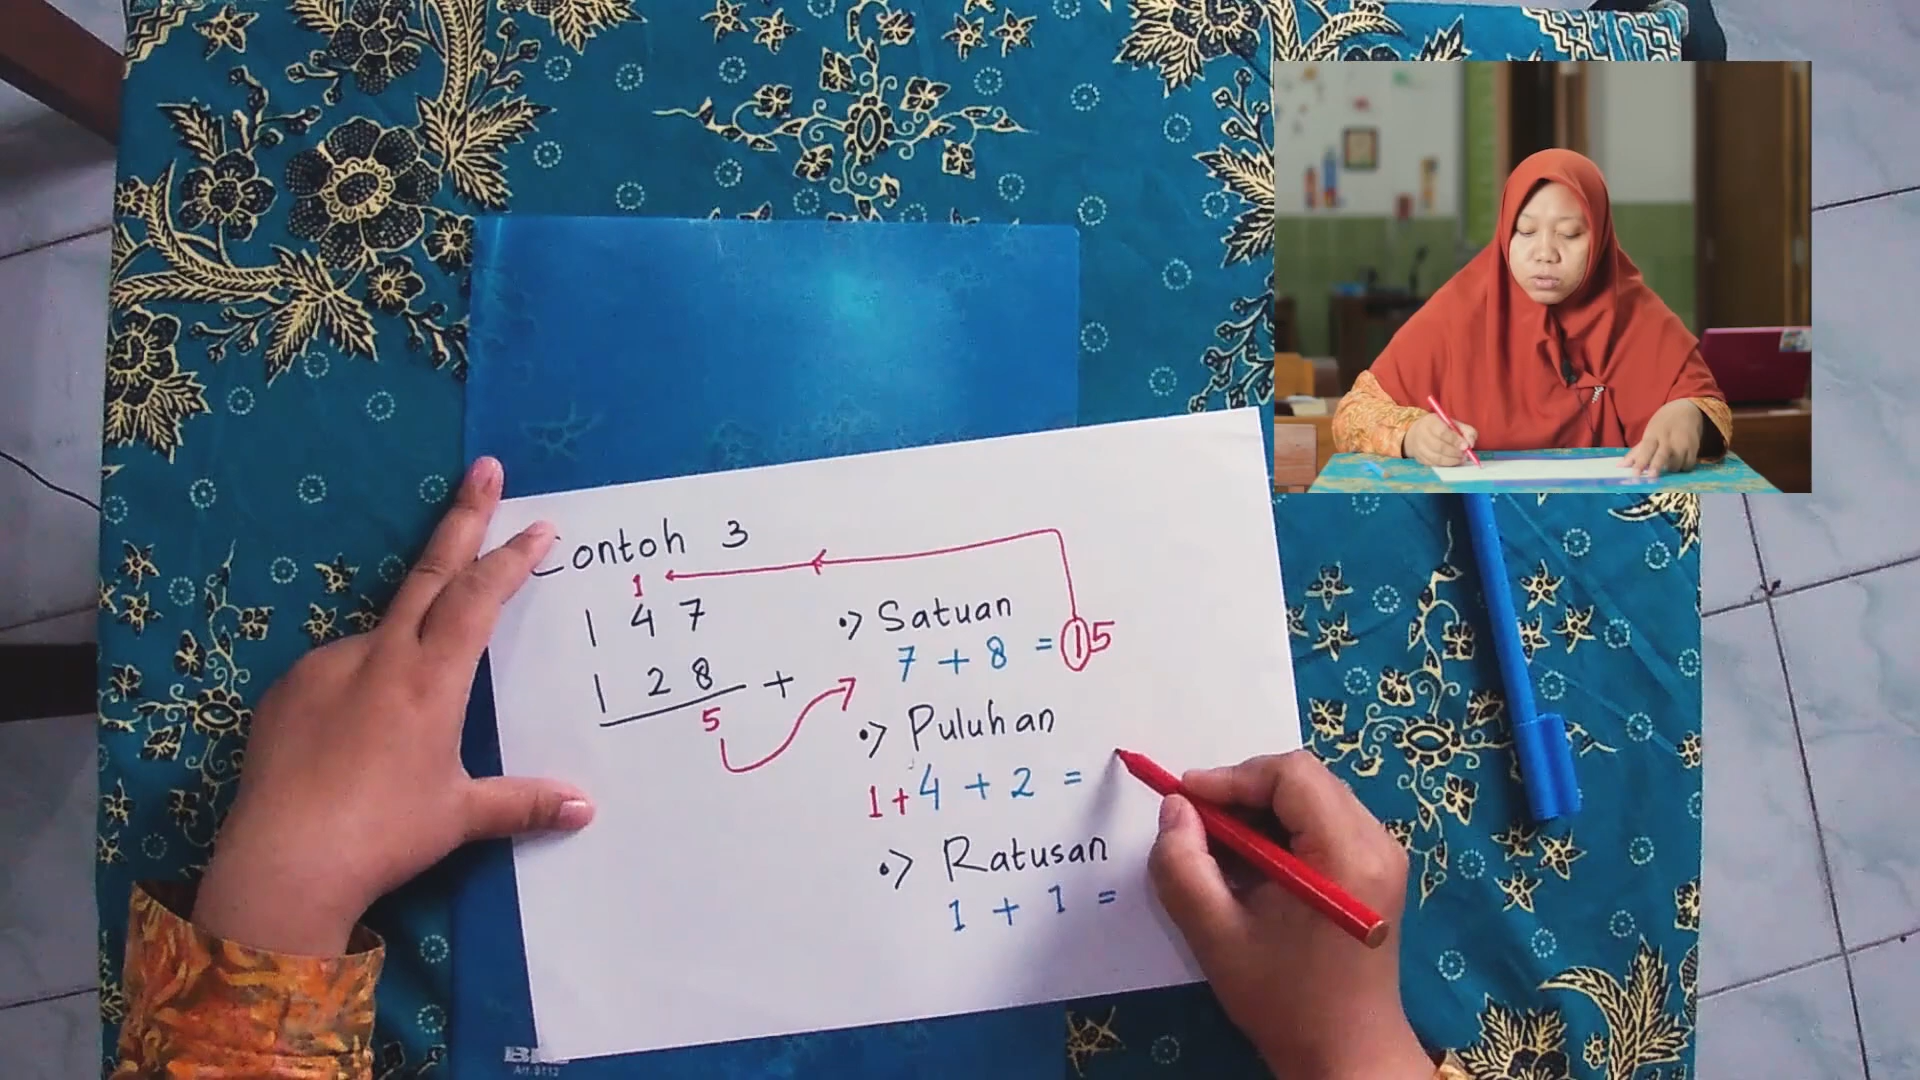 Contoh 3
1
1 4 7
1 2 8 +
5
•> Satuan
7 + 8 = 15
•> Puluhan
1 + 4 + 2 =
•> Ratusan
1 + 1 =